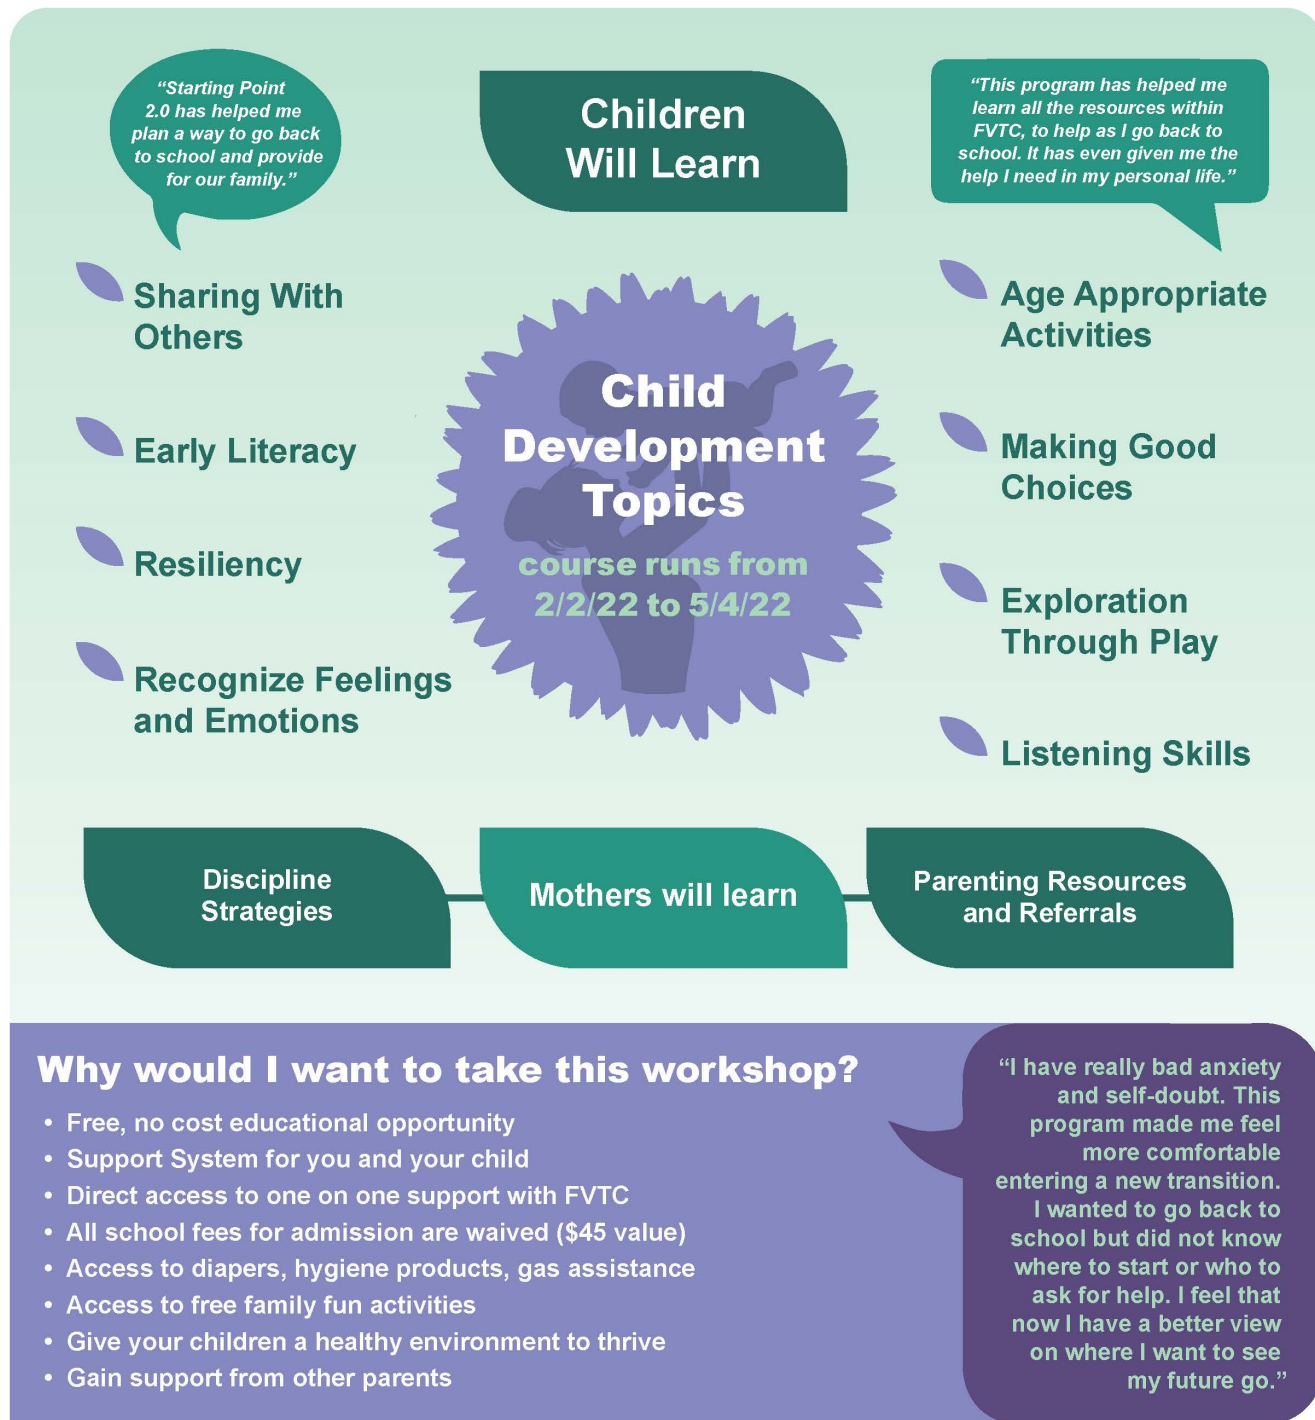 “Starting Point
2.0 has helped me
plan a way to go back
to school and provide
for our family.”
Children
Will Learn
“This program has helped me
learn all the resources within
FVTC, to help as I go back to
school. It has even given me the
help I need in my personal life.”
Sharing With
Others
Early Literacy
Resiliency
Recognize Feelings
and Emotions
Child
Development
Topics
course runs from
2/2/22 to 5/4/22
Age Appropriate
Activities
Making Good
Choices
Exploration
Through Play
Listening Skills
Discipline
Strategies
Mothers will learn
Parenting Resources
and Referrals
Why would I want to take this workshop?
• Free, no cost educational opportunity
• Support System for you and your child
• Direct access to one on one support with FVTC
• All school fees for admission are waived ($45 value)
• Access to diapers, hygiene products, gas assistance
• Access to free family fun activities
• Give your children a healthy environment to thrive
• Gain support from other parents
“I have really bad anxiety
and self-doubt. This
program made me feel
more comfortable
entering a new transition.
I wanted to go back to
school but did not know
where to start or who to
ask for help. I feel that
now I have a better view
on where I want to see
my future go.”